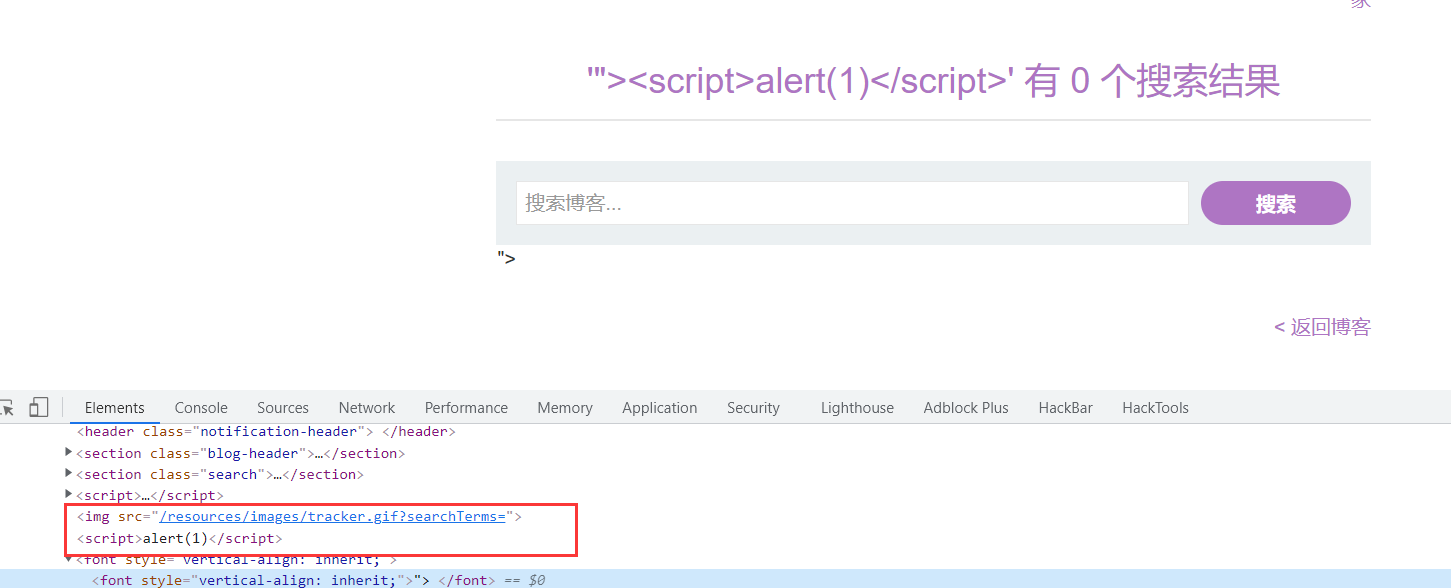 家
'"><script>alert(1)</script>' 有 0 个搜索结果
搜索博客...
搜索
">
< 返回博客
Elements Console Sources Network Performance Memory Application Security Lighthouse Adblock Plus HackBar HackTools
<header class="notification-header"> </header>
<section class="blog-header">…</section>
<section class="search">…</section>
<script>…</script>
<img src="/resources/images/tracker.gif?searchTerms=">
<script>alert(1)</script>
<font style="vertical-align: inherit;">
<font style="vertical-align: inherit;">"> </font> == $0